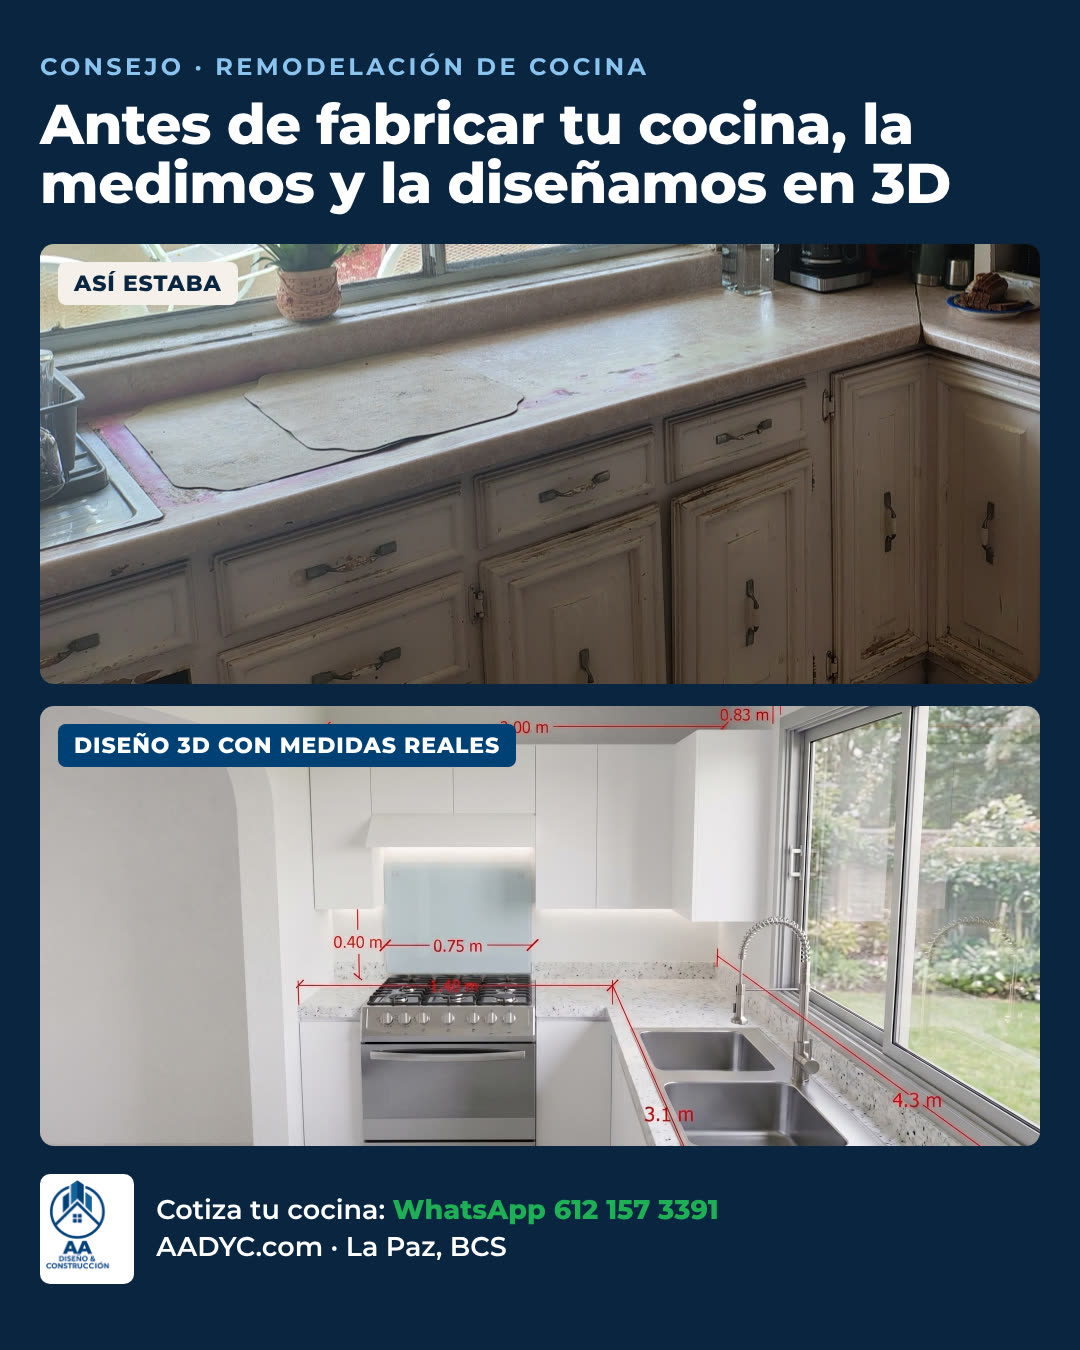 CONSEJO · REMODELACIÓN DE COCINA
Antes de fabricar tu cocina, la
medimos y la diseñamos en 3D
ASÍ ESTABA
0.83 m
DISEÑO 3D CON MEDIDAS REALES
0.40 m
0.75 m
1.40 m
3.1 m
4.3 m
AA
DISEÑO &
CONSTRUCCIÓN
Cotiza tu cocina: WhatsApp 612 157 3391
AADYC.com · La Paz, BCS